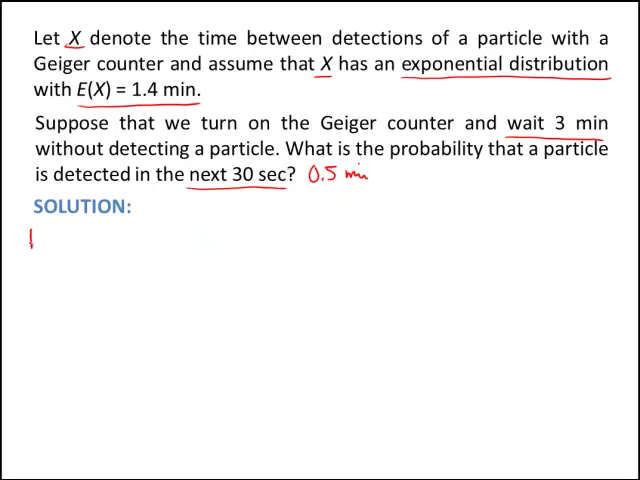 Let X denote the time between detections of a particle with a
Geiger counter and assume that X has an exponential distribution
with E(X) = 1.4 min.
Suppose that we turn on the Geiger counter and wait 3 min
without detecting a particle. What is the probability that a particle
is detected in the next 30 sec? 0.5 min
SOLUTION: